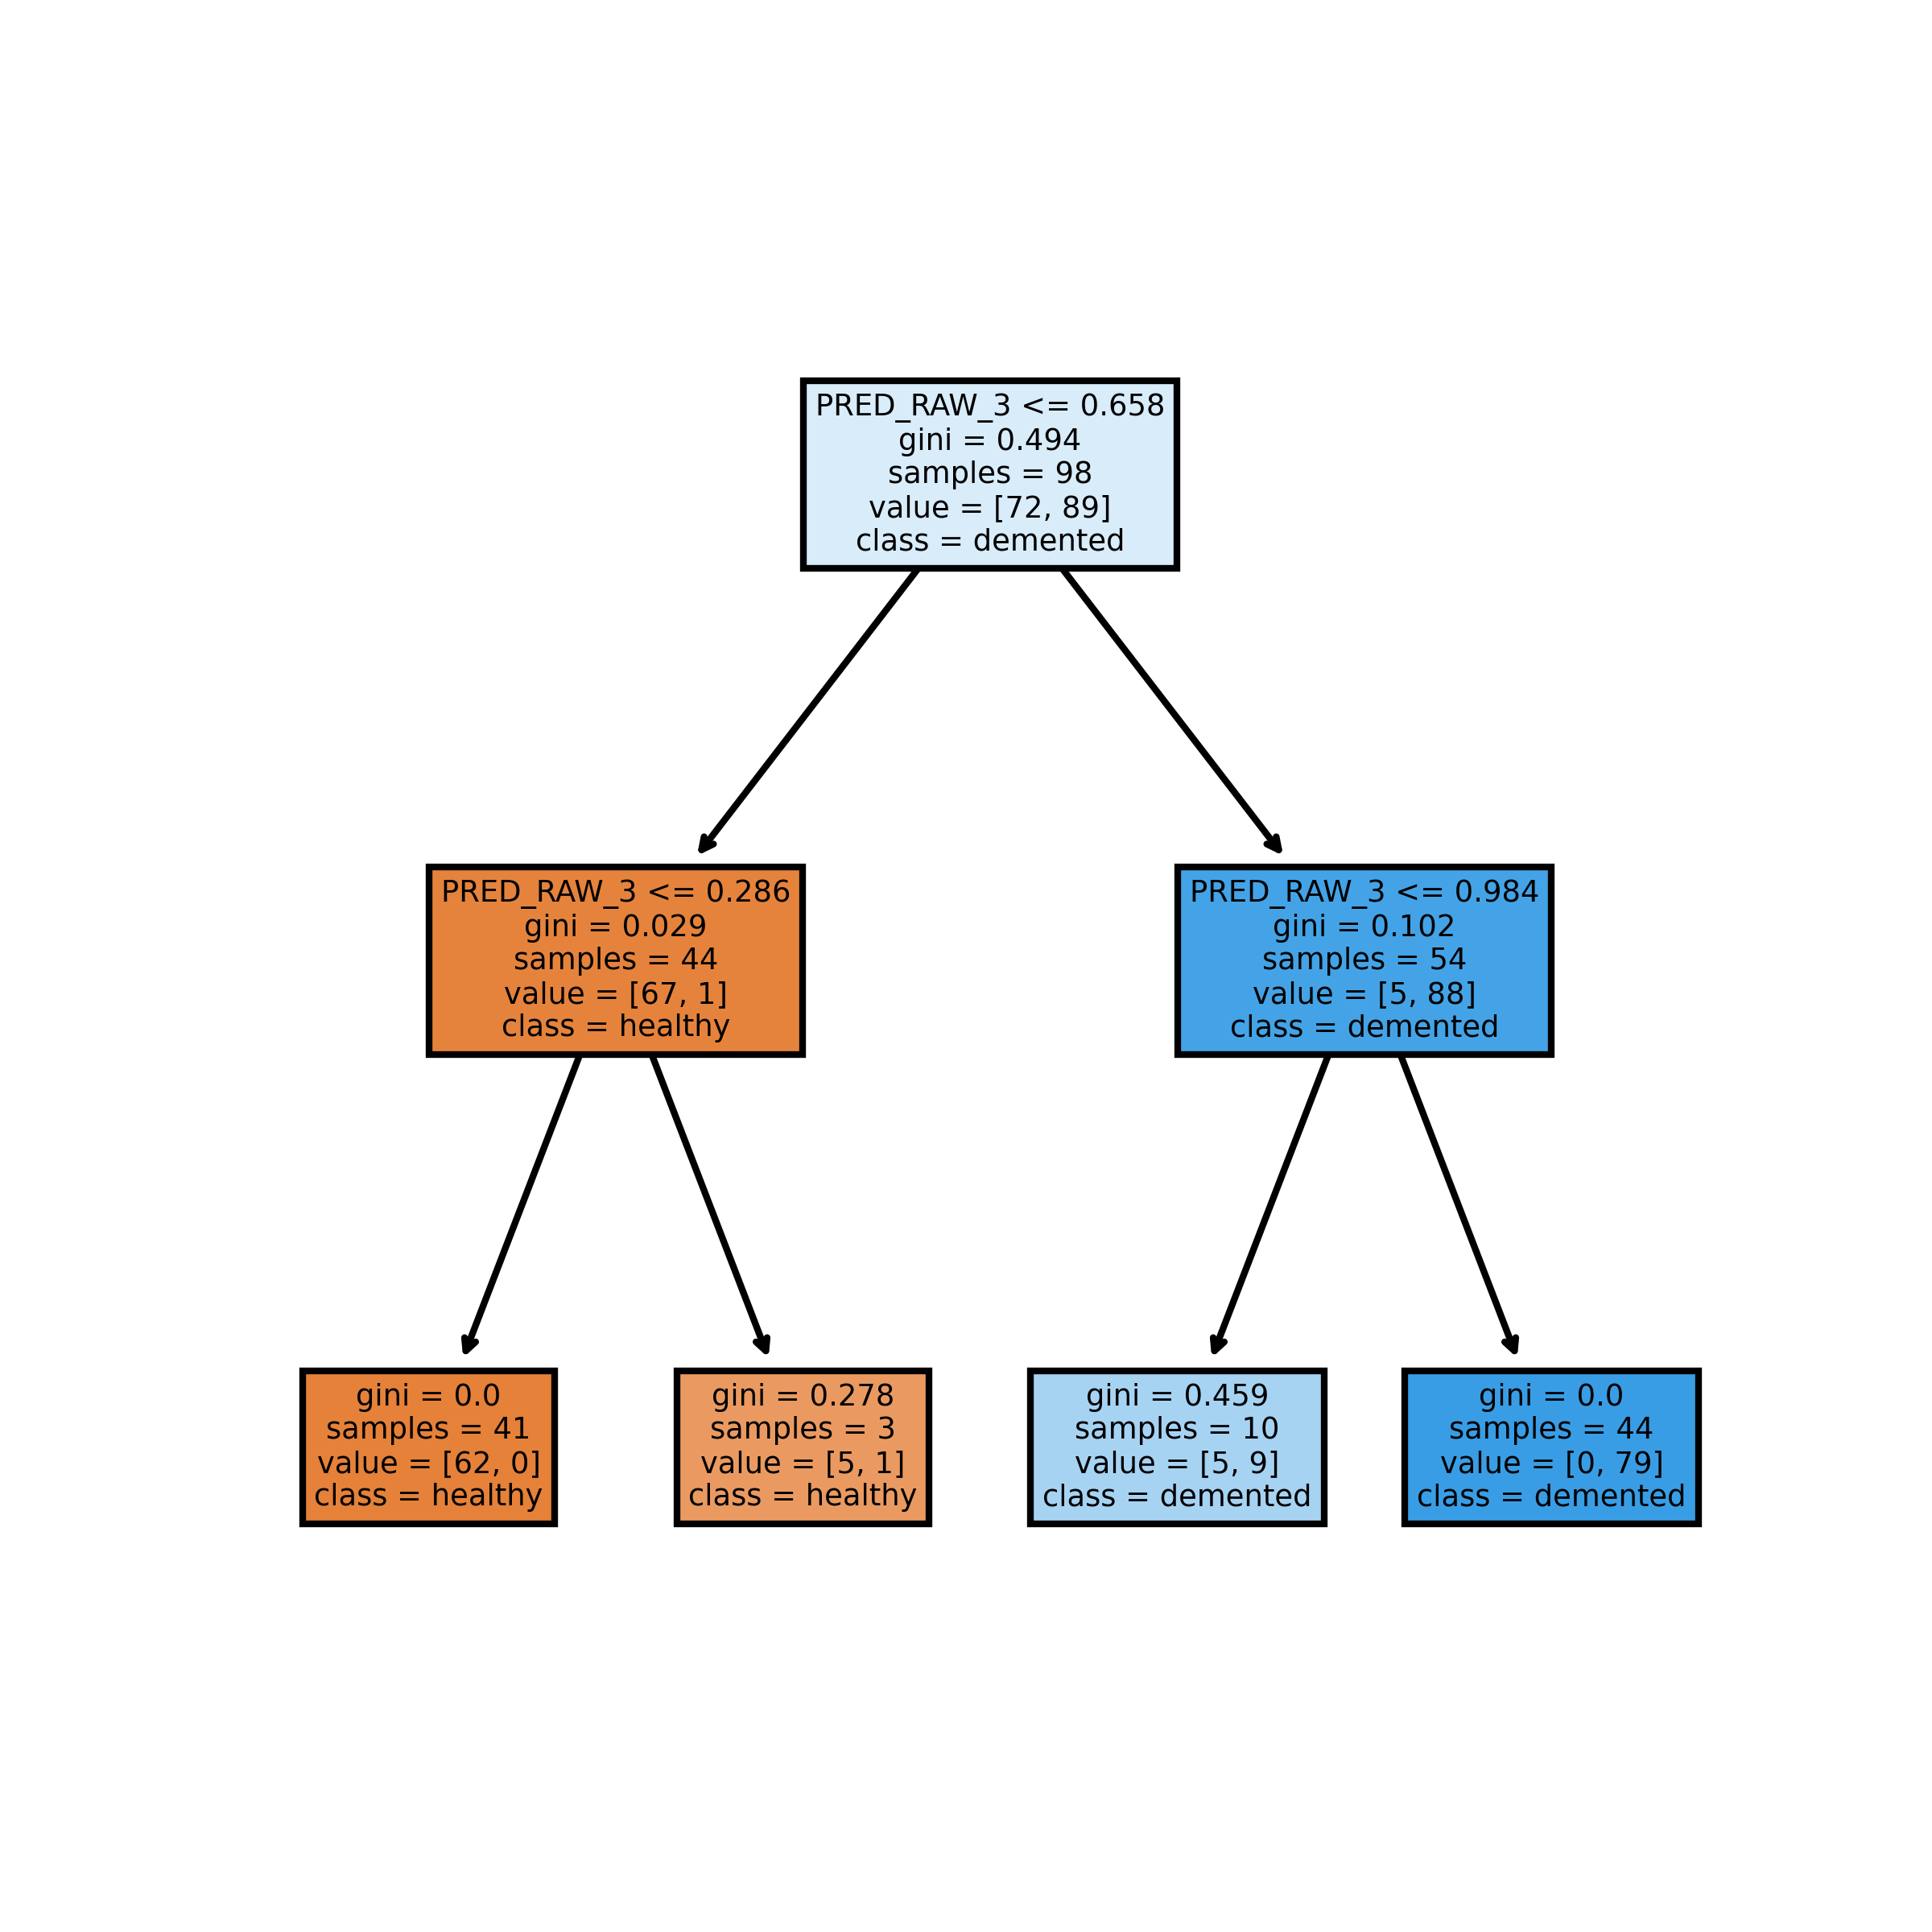 PRED_RAW_3 <= 0.658
gini = 0.494
samples = 98
value = [72, 89]
class = demented
PRED_RAW_3 <= 0.286
gini = 0.029
samples = 44
value = [67, 1]
class = healthy
PRED_RAW_3 <= 0.984
gini = 0.102
samples = 54
value = [5, 88]
class = demented
gini = 0.0
samples = 41
value = [62, 0]
class = healthy
gini = 0.278
samples = 3
value = [5, 1]
class = healthy
gini = 0.459
samples = 10
value = [5, 9]
class = demented
gini = 0.0
samples = 44
value = [0, 79]
class = demented